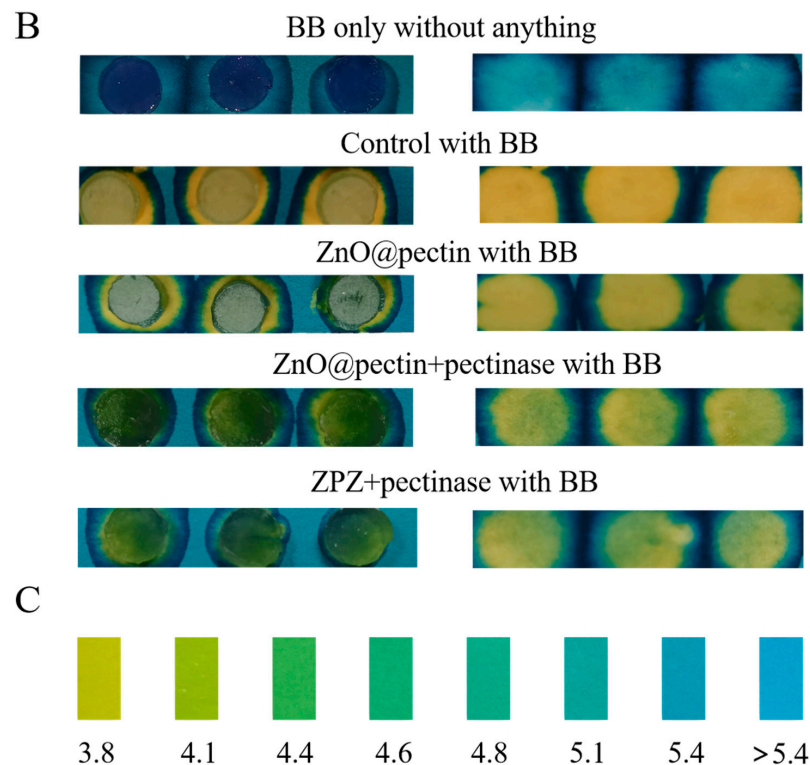 B
BB only without anything
Control with BB
ZnO@pectin with BB
ZnO@pectin+pectinase with BB
ZPZ+pectinase with BB
C
3.8 4.1 4.4 4.6 4.8 5.1 5.4 >5.4